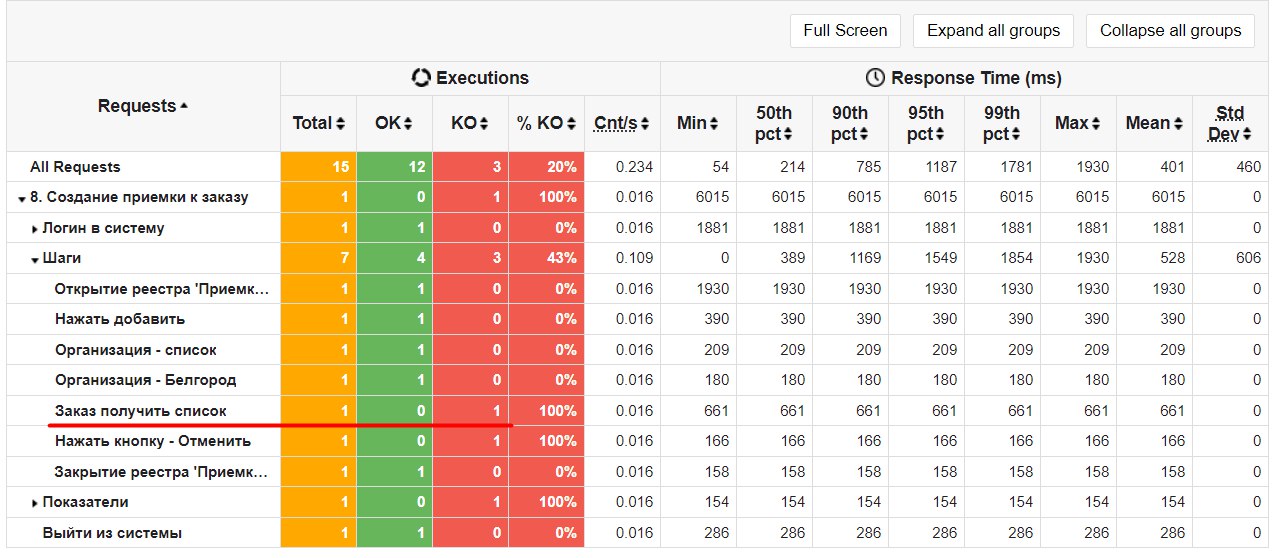 Full Screen Expand all groups Collapse all groups
Requests Executions Response Time (ms)
Total OK KO % KO Cnt/s Min 50th pct 90th pct 95th pct 99th pct Max Mean Std Dev
All Requests 15 12 3 20% 0.234 54 214 785 1187 1781 1930 401 460
8. Создание приемки к заказу 1 0 1 100% 0.016 6015 6015 6015 6015 6015 6015 6015 0
Логин в систему 1 1 0 0% 0.016 1881 1881 1881 1881 1881 1881 1881 0
Шаги 7 4 3 43% 0.109 0 389 1169 1549 1854 1930 528 606
Открытие реестра 'Приемк... 1 1 0 0% 0.016 1930 1930 1930 1930 1930 1930 1930 0
Нажать добавить 1 1 0 0% 0.016 390 390 390 390 390 390 390 0
Организация - список 1 1 0 0% 0.016 209 209 209 209 209 209 209 0
Организация - Белгород 1 1 0 0% 0.016 180 180 180 180 180 180 180 0
Заказ получить список 1 0 1 100% 0.016 661 661 661 661 661 661 661 0
Нажать кнопку - Отменить 1 0 1 100% 0.016 166 166 166 166 166 166 166 0
Закрытие реестра 'Приемк... 1 1 0 0% 0.016 158 158 158 158 158 158 158 0
Показатели 1 0 1 100% 0.016 154 154 154 154 154 154 154 0
Выйти из системы 1 1 0 0% 0.016 286 286 286 286 286 286 286 0